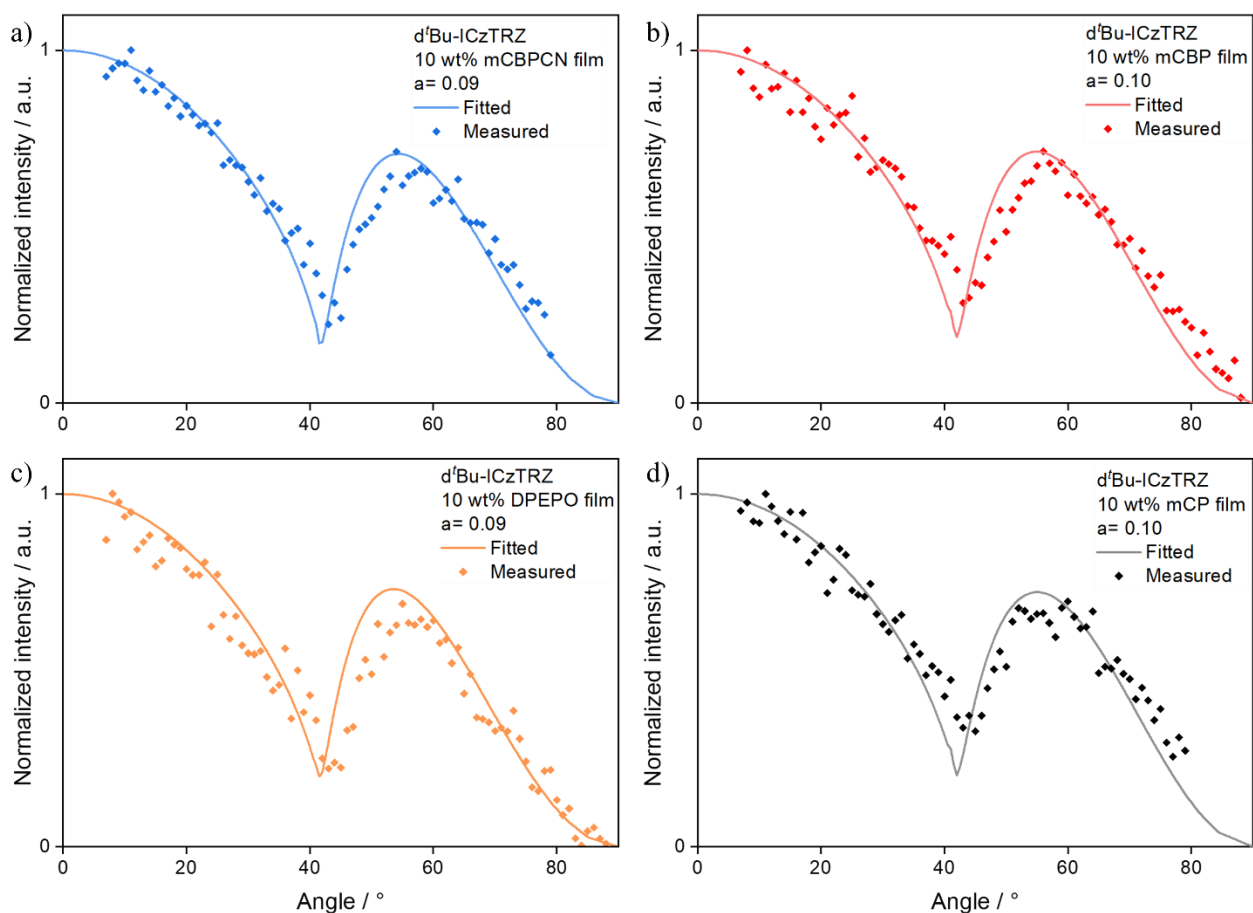 a)
Normalized intensity / a.u.
1
0
dᵗBu-ICzTRZ
10 wt% mCBPCN film
a= 0.09
Fitted
Measured
0 20 40 60 80
b)
Normalized intensity / a.u.
1
0
dᵗBu-ICzTRZ
10 wt% mCBP film
a= 0.10
Fitted
Measured
0 20 40 60 80
c)
Normalized intensity / a.u.
1
0
dᵗBu-ICzTRZ
10 wt% DPEPO film
a= 0.09
Fitted
Measured
0 20 40 60 80
Angle / °
d)
Normalized intensity / a.u.
1
0
dᵗBu-ICzTRZ
10 wt% mCP film
a= 0.10
Fitted
Measured
0 20 40 60 80
Angle / °